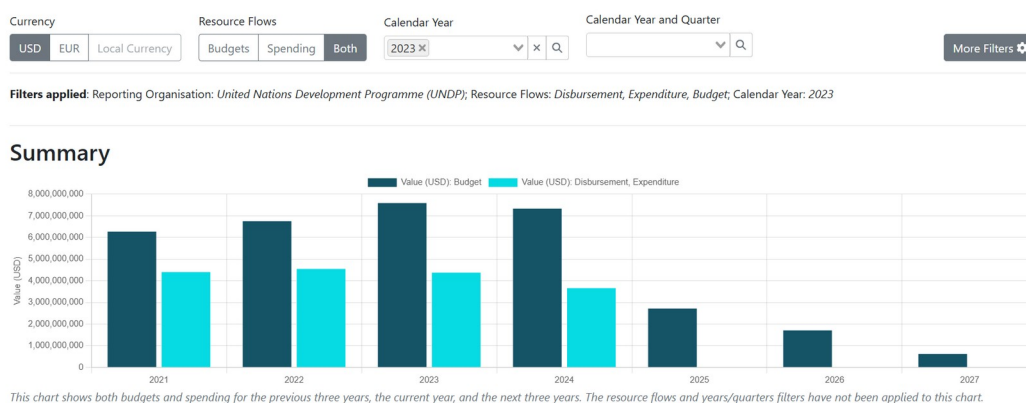 Currency
Resource Flows
Calendar Year
Calendar Year and Quarter
USD EUR Local Currency
Budgets Spending Both
2023 ×
×
More Filters
Filters applied: Reporting Organisation: United Nations Development Programme (UNDP); Resource Flows: Disbursement, Expenditure, Budget; Calendar Year: 2023
Summary
Value (USD): Budget Value (USD): Disbursement, Expenditure
Value (USD)
8,000,000,000
7,000,000,000
6,000,000,000
5,000,000,000
4,000,000,000
3,000,000,000
2,000,000,000
1,000,000,000
0
2021 2022 2023 2024 2025 2026 2027
This chart shows both budgets and spending for the previous three years, the current year, and the next three years. The resource flows and years/quarters filters have not been applied to this chart.